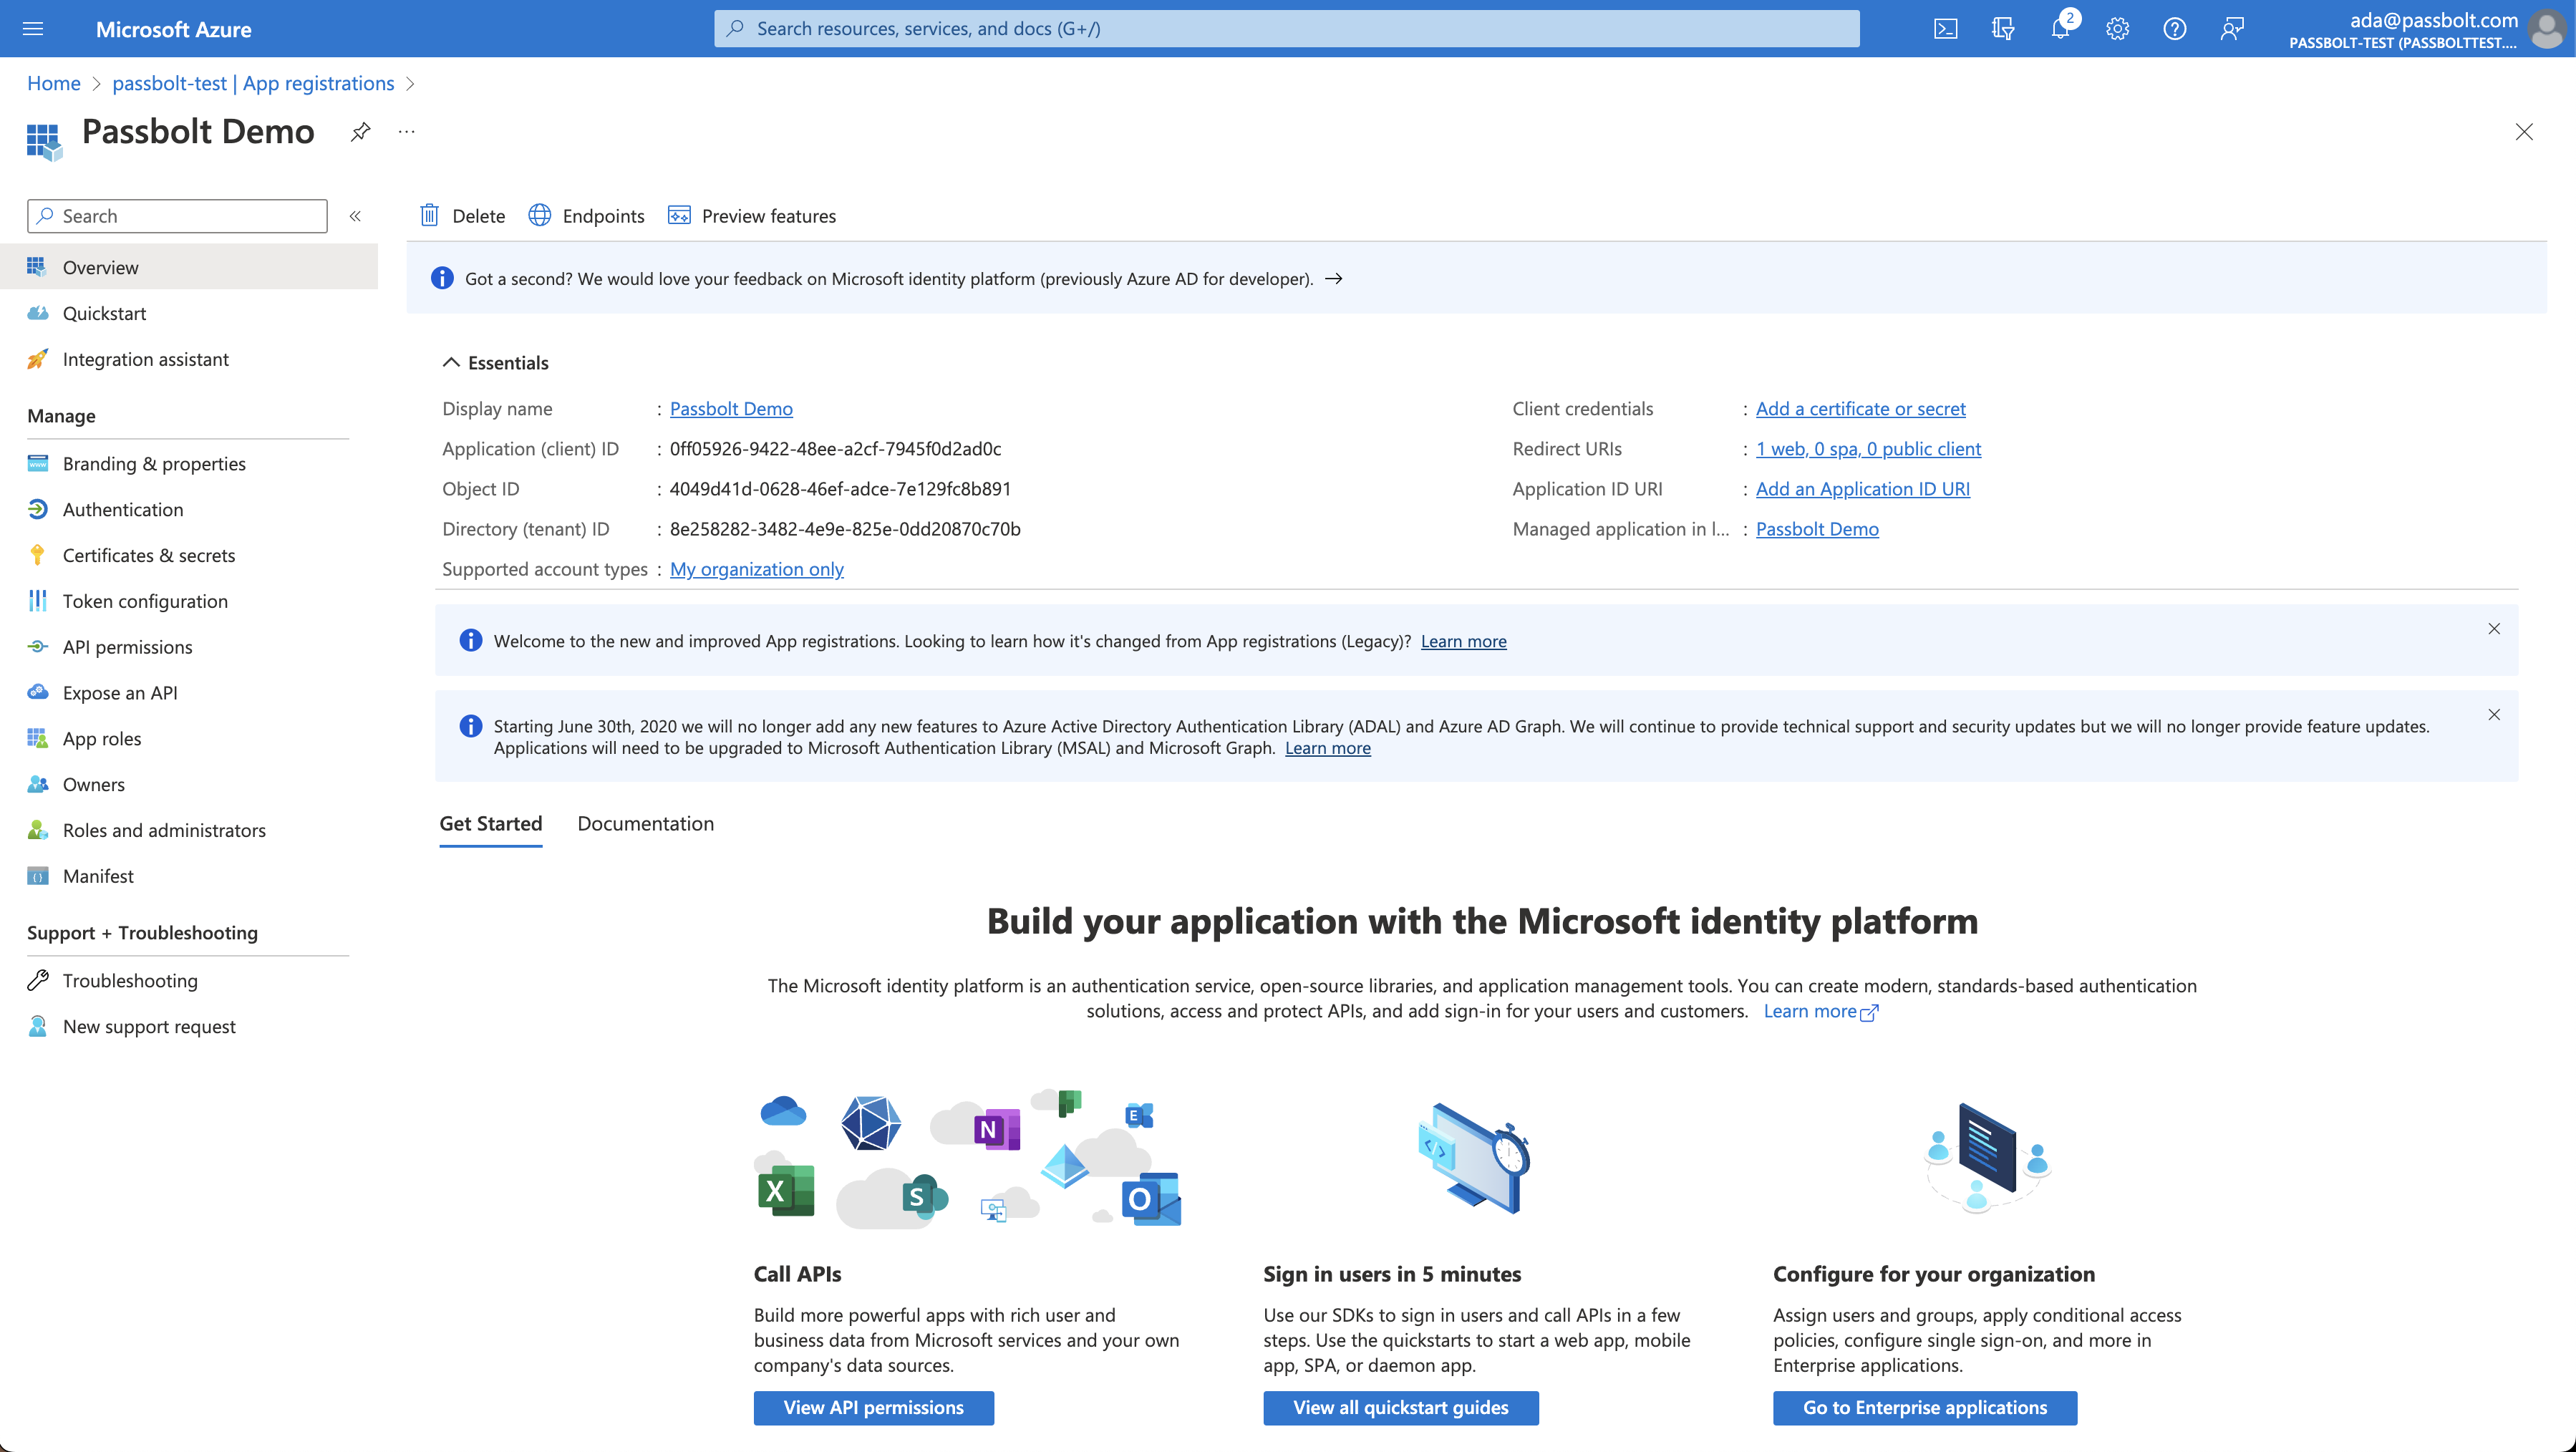 Microsoft Azure
Search resources, services, and docs (G+/)
2
ada@passbolt.com
PASSBOLT-TEST (PASSBOLTTEST....
Home > passbolt-test | App registrations >
Passbolt Demo
...
Search
«
Overview
Quickstart
Integration assistant
Manage
Branding & properties
Authentication
Certificates & secrets
Token configuration
API permissions
Expose an API
App roles
Owners
Roles and administrators
Manifest
Support + Troubleshooting
Troubleshooting
New support request
Delete
Endpoints
Preview features
Got a second? We would love your feedback on Microsoft identity platform (previously Azure AD for developer). →
Essentials
Display name : Passbolt Demo
Application (client) ID : 0ff05926-9422-48ee-a2cf-7945f0d2ad0c
Object ID : 4049d41d-0628-46ef-adce-7e129fc8b891
Directory (tenant) ID : 8e258282-3482-4e9e-825e-0dd20870c70b
Supported account types : My organization only
Client credentials : Add a certificate or secret
Redirect URIs : 1 web, 0 spa, 0 public client
Application ID URI : Add an Application ID URI
Managed application in l... : Passbolt Demo
Welcome to the new and improved App registrations. Looking to learn how it's changed from App registrations (Legacy)? Learn more
Starting June 30th, 2020 we will no longer add any new features to Azure Active Directory Authentication Library (ADAL) and Azure AD Graph. We will continue to provide technical support and security updates but we will no longer provide feature updates.
Applications will need to be upgraded to Microsoft Authentication Library (MSAL) and Microsoft Graph. Learn more
Get Started
Documentation
Build your application with the Microsoft identity platform
The Microsoft identity platform is an authentication service, open-source libraries, and application management tools. You can create modern, standards-based authentication
solutions, access and protect APIs, and add sign-in for your users and customers. Learn more
N
E
X
S
O
Call APIs
Build more powerful apps with rich user and
business data from Microsoft services and your own
company's data sources.
View API permissions
Sign in users in 5 minutes
Use our SDKs to sign in users and call APIs in a few
steps. Use the quickstarts to start a web app, mobile
app, SPA, or daemon app.
View all quickstart guides
Configure for your organization
Assign users and groups, apply conditional access
policies, configure single sign-on, and more in
Enterprise applications.
Go to Enterprise applications